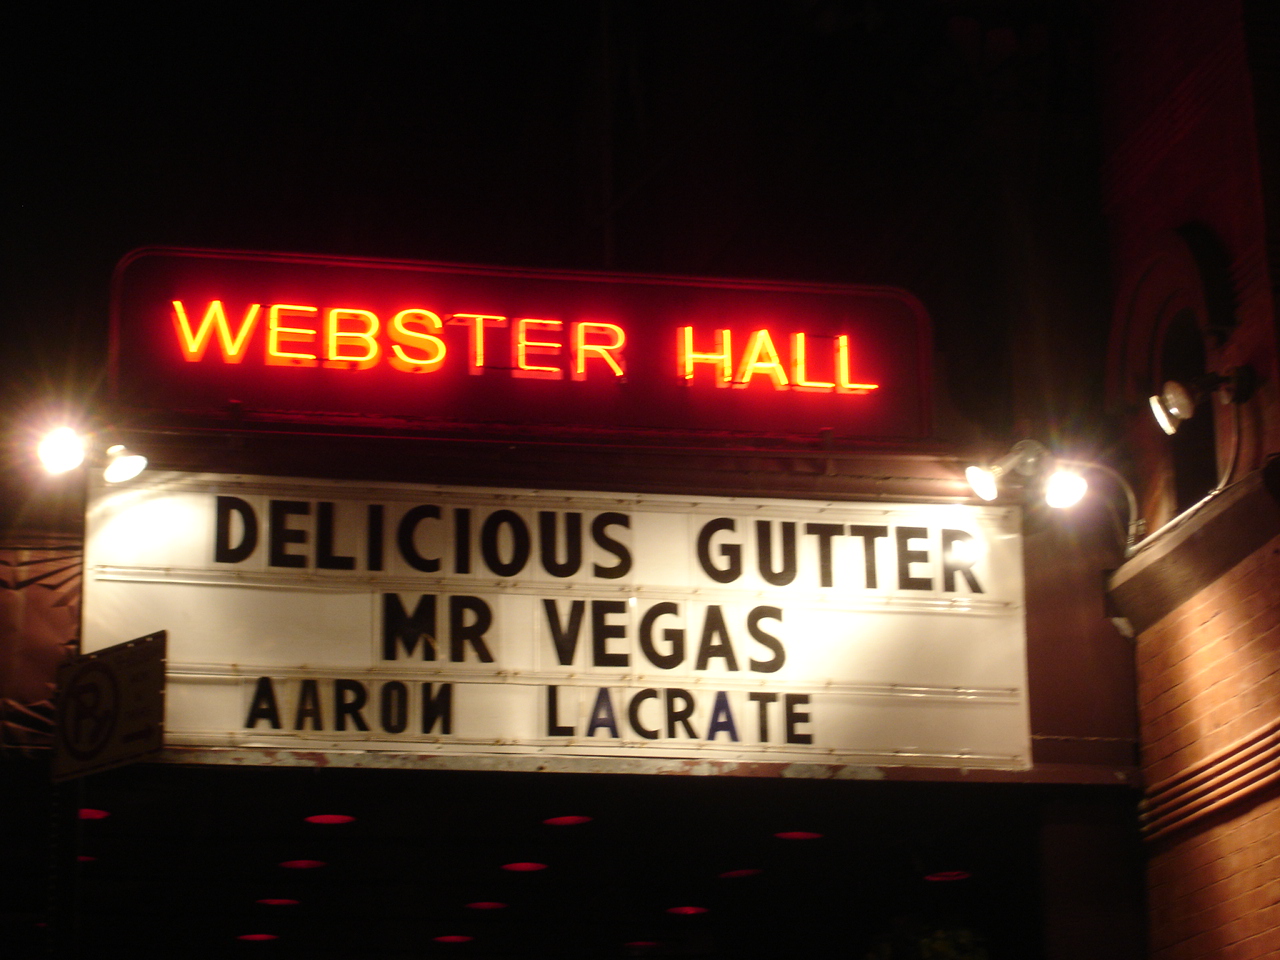 WEBSTER HALL
DELICIOUS GUTTER
MR VEGAS
AARON LACRATE